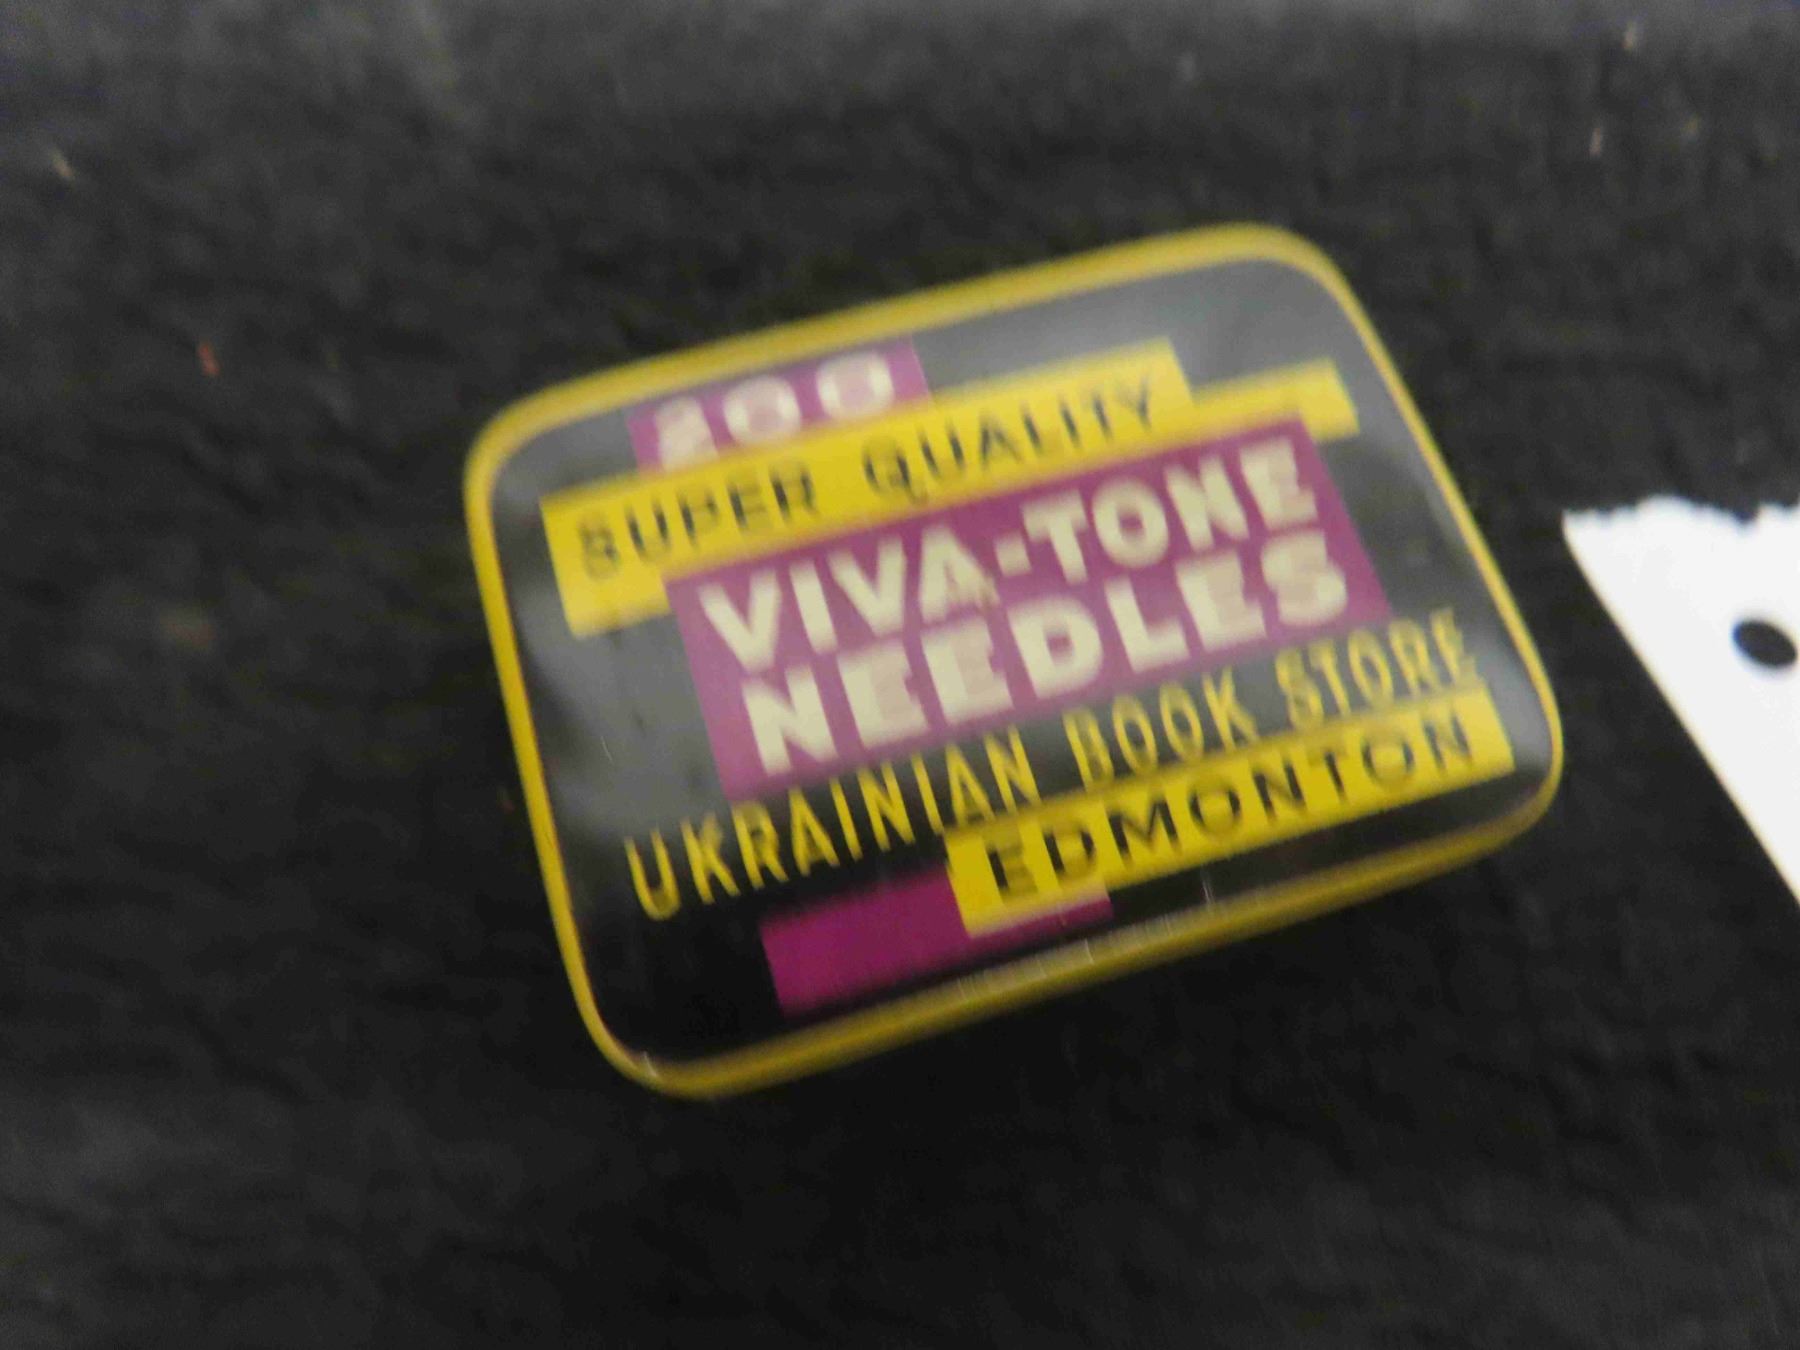 200
SUPER QUALITY
VIVA-TONE
NEEDLES
UKRAINIAN BOOK STORE
EDMONTON